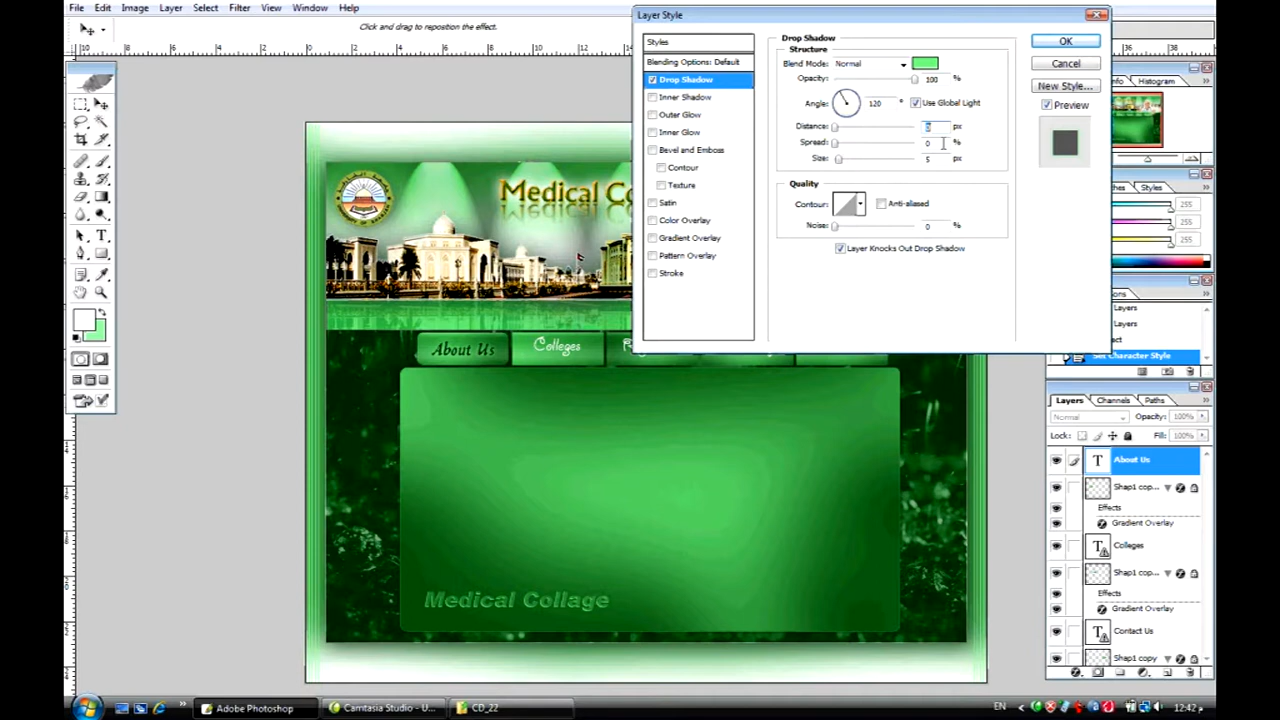 File Edit Image Layer Select Filter View Window Help
Click and drag to reposition the effect.
Layer Style
Styles
Blending Options: Default
Drop Shadow
Inner Shadow
Outer Glow
Inner Glow
Bevel and Emboss
Contour
Texture
Satin
Color Overlay
Gradient Overlay
Pattern Overlay
Stroke
Drop Shadow
Structure
Blend Mode: Normal
Opacity: 100 %
Angle: 120 ° Use Global Light
Distance: px
Spread: 0 %
Size: 5 px
Quality
Contour: Anti-aliased
Noise: 0 %
Layer Knocks Out Drop Shadow
OK
Cancel
New Style...
Preview
Histogram
Styles
255
255
255
Set Character Style
Layers Channels Paths
Normal Opacity: 100%
Lock: Fill: 100%
About Us
Shap1 cop...
Effects
Gradient Overlay
Colleges
Shap1 cop...
Effects
Gradient Overlay
Contact Us
Shap1 copy
Medical Co
About Us Colleges
Medical Collage
Adobe Photoshop Camtasia Studio - U... CD_22 EN 12:42 م